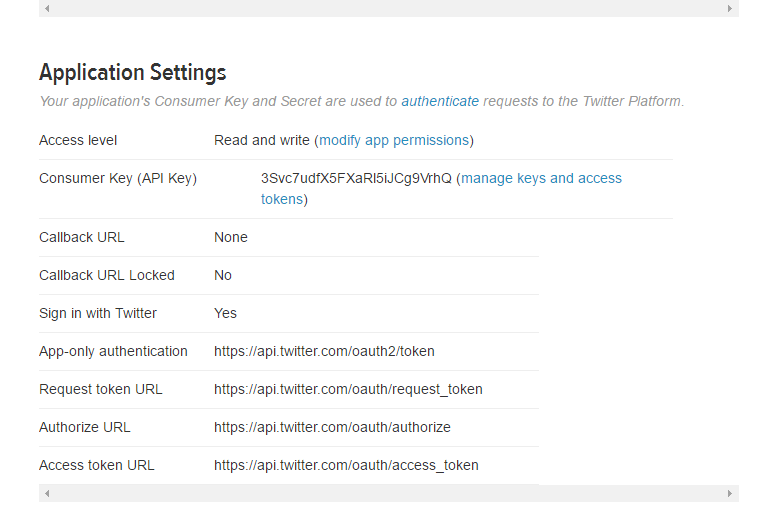 Application Settings
Your application's Consumer Key and Secret are used to authenticate requests to the Twitter Platform.
Access level Read and write (modify app permissions)
Consumer Key (API Key) 3Svc7udfX5FXaRl5iJCg9VrhQ (manage keys and access
tokens)
Callback URL None
Callback URL Locked No
Sign in with Twitter Yes
App-only authentication https://api.twitter.com/oauth2/token
Request token URL https://api.twitter.com/oauth/request_token
Authorize URL https://api.twitter.com/oauth/authorize
Access token URL https://api.twitter.com/oauth/access_token